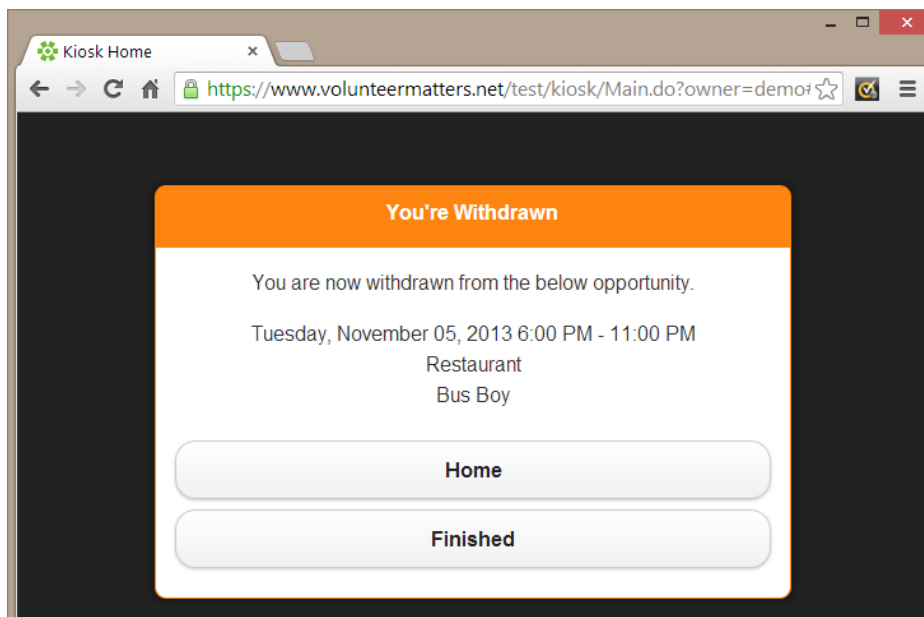 Kiosk Home
https://www.volunteermatters.net/test/kiosk/Main.do?owner=demo
You're Withdrawn
You are now withdrawn from the below opportunity.
Tuesday, November 05, 2013 6:00 PM - 11:00 PM
Restaurant
Bus Boy
Home
Finished